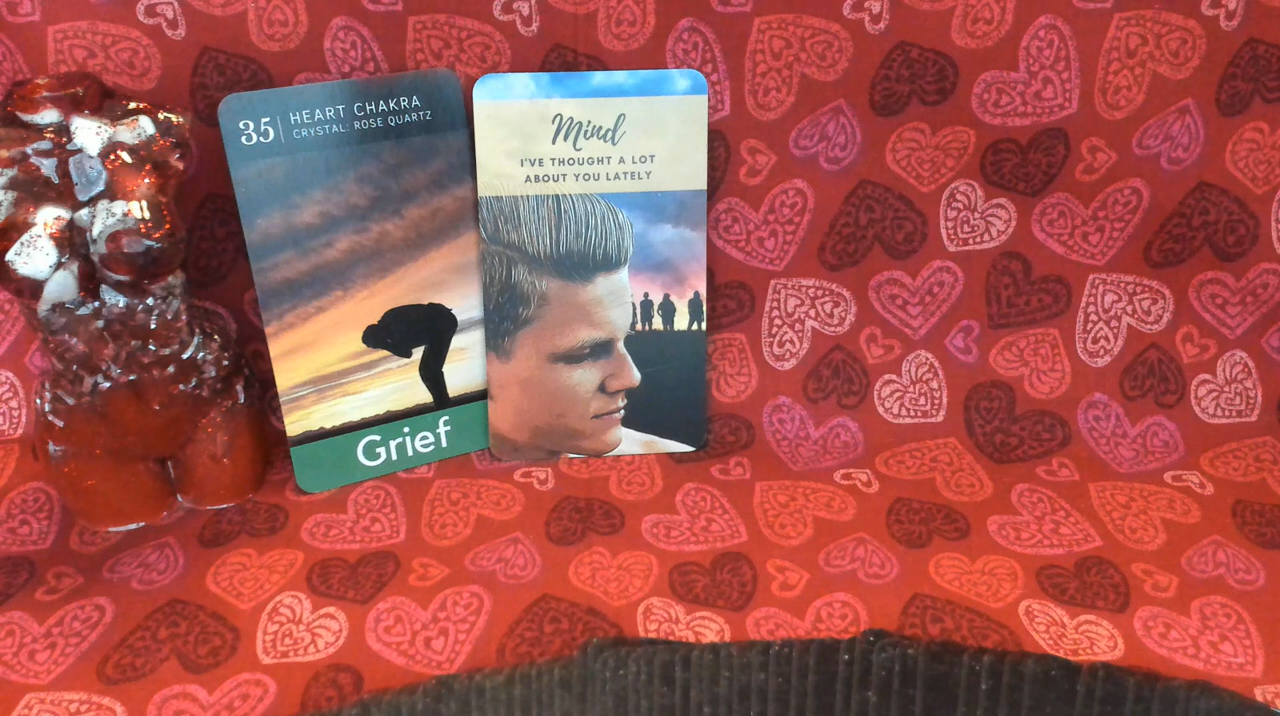 35 | HEART CHAKRA
CRYSTAL: ROSE QUARTZ
Grief
Mind
I'VE THOUGHT A LOT
ABOUT YOU LATELY